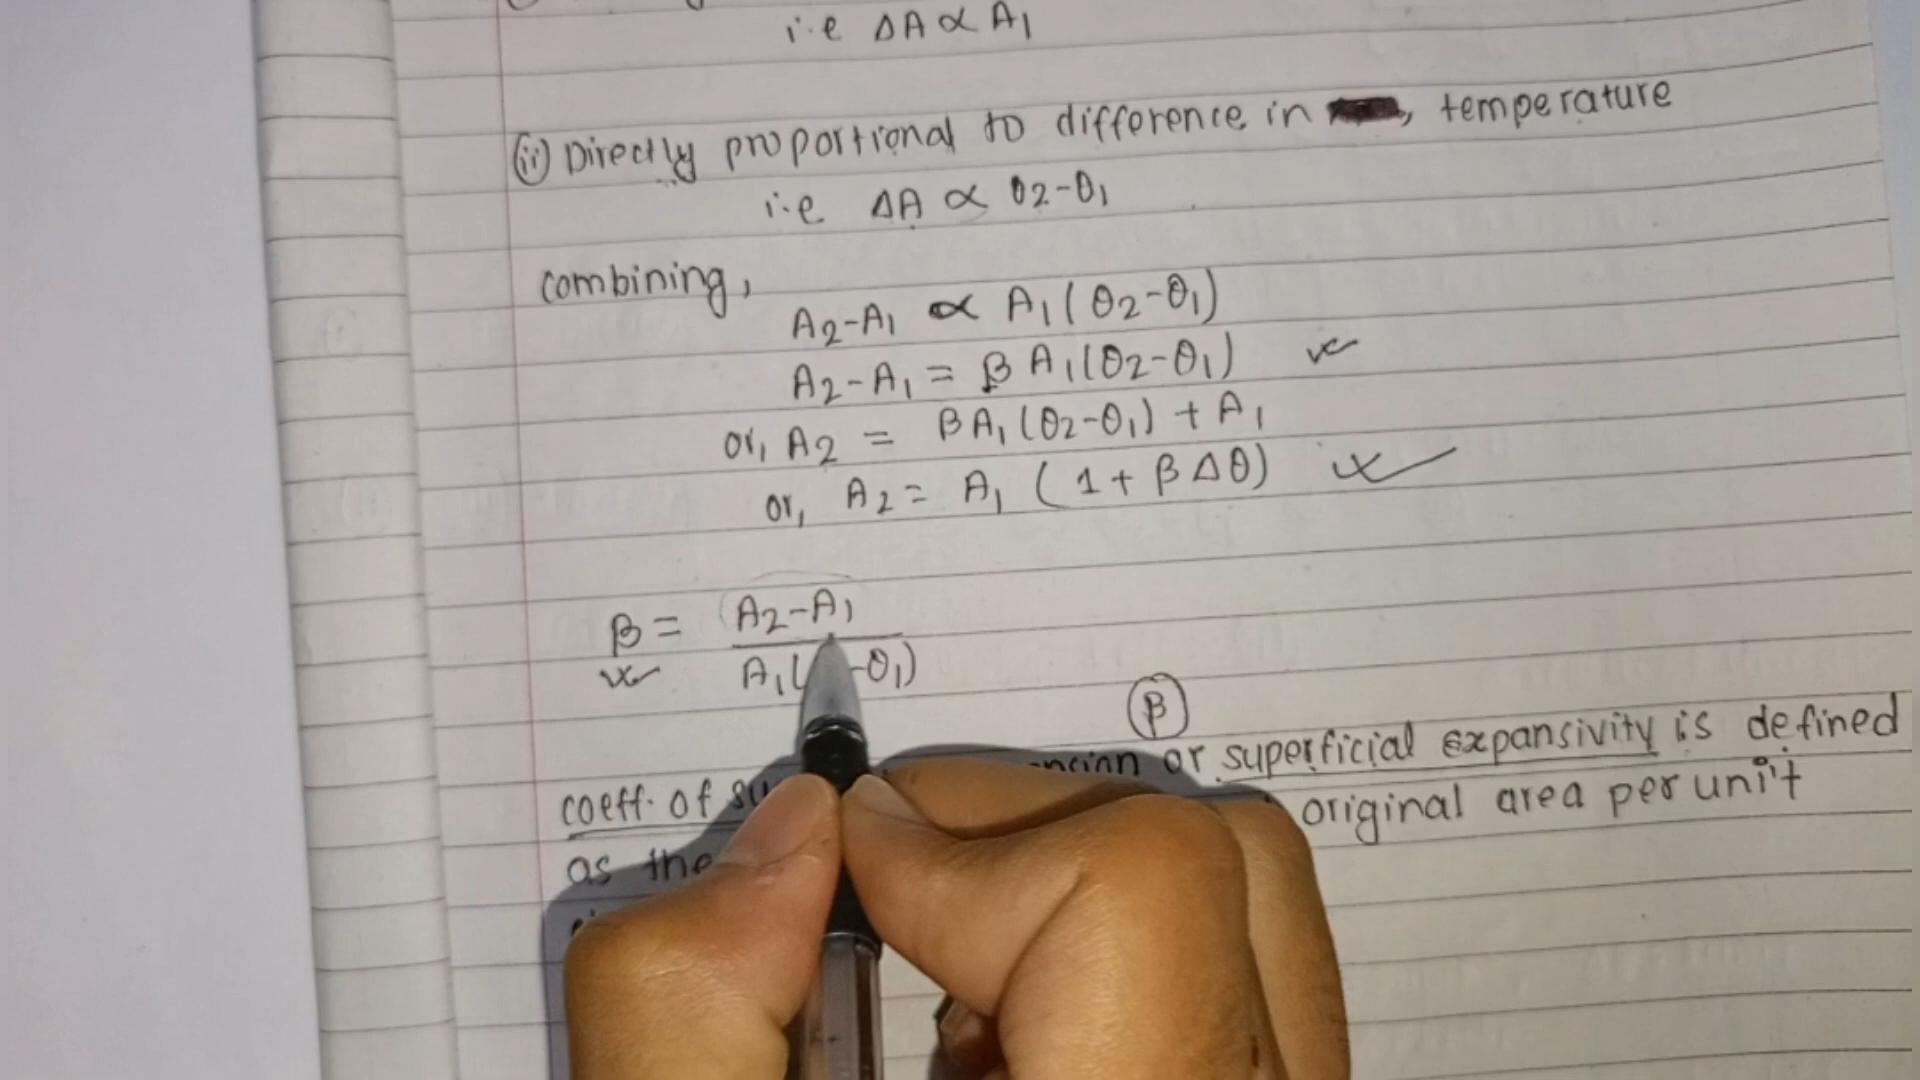 i.e ΔA ∝ A1
(ii) Directly proportional to difference in , temperature
i.e ΔA ∝ θ2-θ1
combining,
A2-A1 ∝ A1(θ2-θ1)
A2-A1 = β A1(θ2-θ1)
or, A2 = βA1(θ2-θ1) + A1
or, A2 = A1 (1 + βΔθ)
β = A2-A1
A1( -θ1)
β
coeff. of or superficial expansivity is defined
as the original area per unit